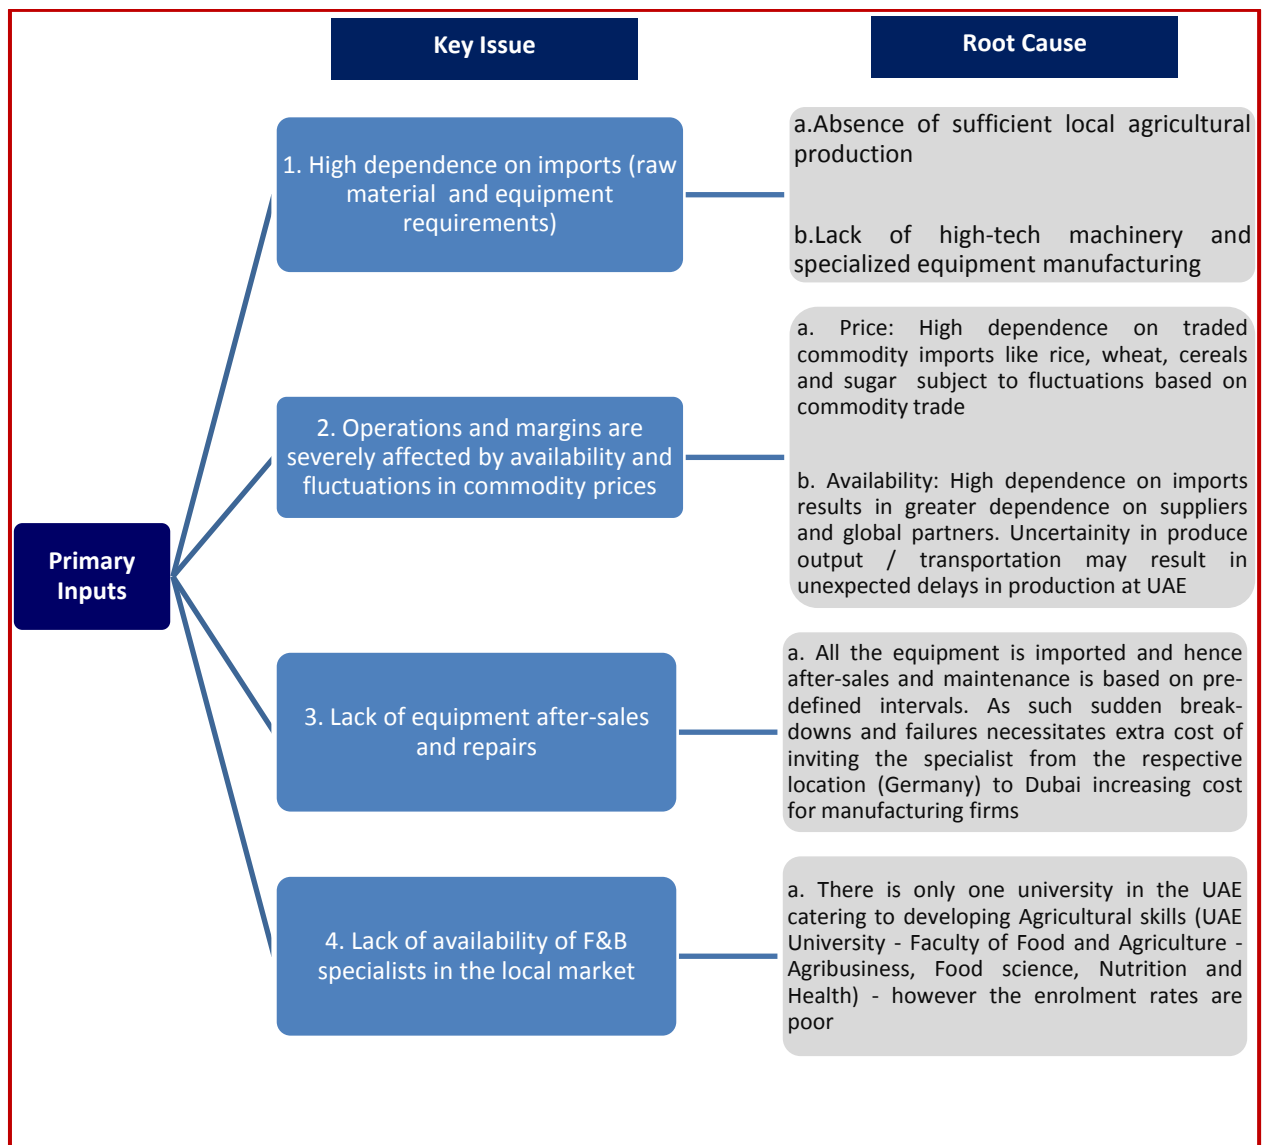 Key Issue
Root Cause
1. High dependence on imports (raw
material and equipment
requirements)
a.Absence of sufficient local agricultural
production
b.Lack of high-tech machinery and
specialized equipment manufacturing
2. Operations and margins are
severely affected by availability and
fluctuations in commodity prices
a. Price: High dependence on traded
commodity imports like rice, wheat, cereals
and sugar subject to fluctuations based on
commodity trade
b. Availability: High dependence on imports
results in greater dependence on suppliers
and global partners. Uncertainity in produce
output / transportation may result in
unexpected delays in production at UAE
Primary
Inputs
3. Lack of equipment after-sales
and repairs
a. All the equipment is imported and hence
after-sales and maintenance is based on pre-
defined intervals. As such sudden break-
downs and failures necessitates extra cost of
inviting the specialist from the respective
location (Germany) to Dubai increasing cost
for manufacturing firms
4. Lack of availability of F&B
specialists in the local market
a. There is only one university in the UAE
catering to developing Agricultural skills (UAE
University - Faculty of Food and Agriculture -
Agribusiness, Food science, Nutrition and
Health) - however the enrolment rates are
poor